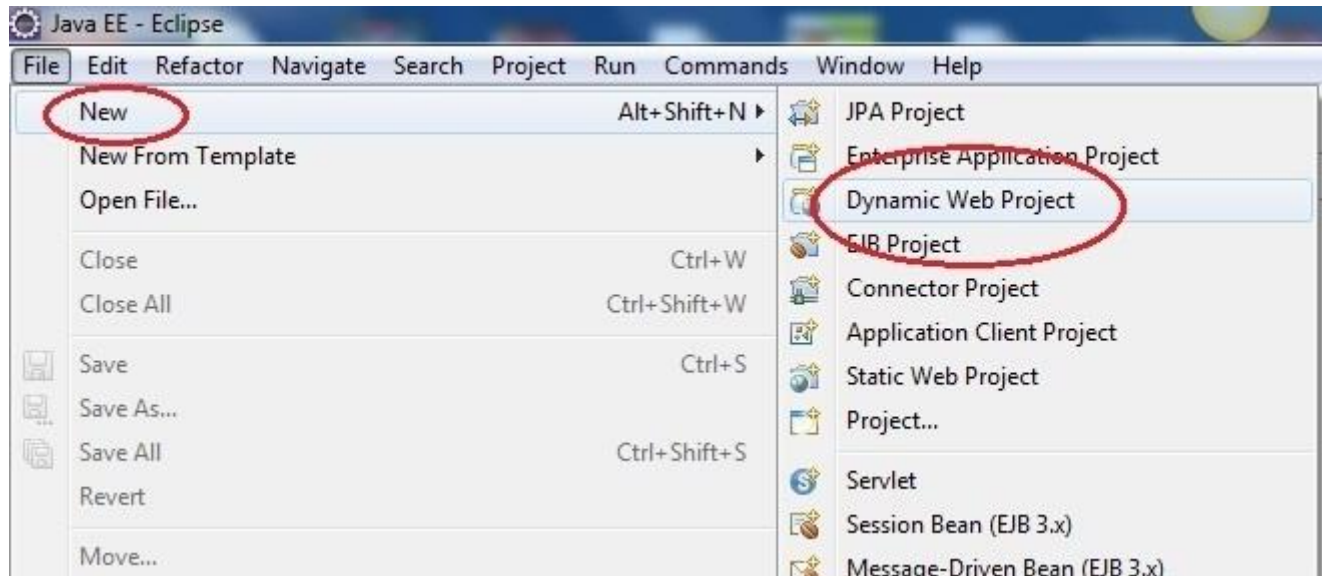 Java EE - Eclipse
File Edit Refactor Navigate Search Project Run Commands Window Help
New Alt+Shift+N
New From Template
Open File...
Close Ctrl+W
Close All Ctrl+Shift+W
Save Ctrl+S
Save As...
Save All Ctrl+Shift+S
Revert
Move...
JPA Project
Enterprise Application Project
Dynamic Web Project
EJB Project
Connector Project
Application Client Project
Static Web Project
Project...
Servlet
Session Bean (EJB 3.x)
Message-Driven Bean (EJB 3.x)